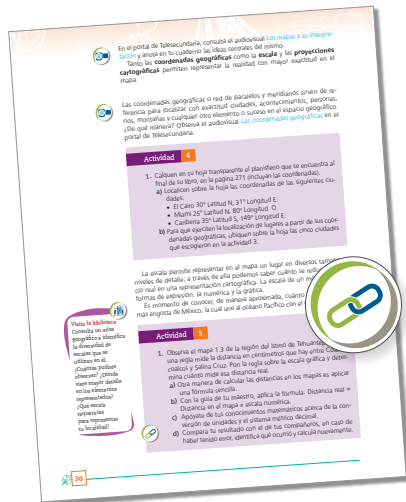 En el portal de Telesecundaria, consulta el audiovisual Los mapas y su interpre-
tación y anota en tu cuaderno las ideas centrales del mismo.
Tanto las coordenadas geográficas como la escala y las proyecciones
cartográficas permiten representar la realidad con mayor exactitud en el
mapa.
Las coordenadas geográficas o red de paralelos y meridianos sirven de re-
ferencia para localizar con exactitud ciudades, acontecimientos, personas,
ríos, montañas y cualquier otro elemento o suceso en el espacio geográfico.
¿De qué manera? Observa el audiovisual Las coordenadas geográficas en el
portal de Telesecundaria.
Actividad 4
1. Calquen en su hoja transparente el planisferio que se encuentra al
final de su libro, en la página 271 (incluyan las coordenadas).
a) Localicen sobre la hoja las coordenadas de las siguientes ciu-
dades:
• El Cairo 30° Latitud N, 31° Longitud E.
• Miami 25° Latitud N, 80° Longitud O.
• Canberra 35° Latitud S, 149° Longitud E.
b) Para que ejerciten la localización de lugares a partir de sus coor-
denadas geográficas, ubiquen sobre la hoja las cinco ciudades
que escogieron en la actividad 3.
La escala permite representar en el mapa un lugar en diversos tamaños
niveles de detalle; a través de ella podemos saber cuánto se
cio real en una representación cartográfica. La escala de un
formas de expresión: la numérica y la gráfica.
Es momento de conocer, de manera aproximada, cuánto
mas angosta de México, la cual une al océano Pacífico con el
Visita la biblioteca
Consulta un atlas
geográfico e identifica
la diversidad de
escalas que se
utilizan en él.
¿Cuántas pudiste
observar? ¿Dónde
viste mayor detalle
en los elementos
representados?
¿Qué escala
requerirías
para representar
tu localidad?
Actividad 5
1. Observa el mapa 1.3 de la región del Istmo de Tehuantepec
una regla mide la distancia en centímetros que hay entre
coalcos y Salina Cruz. Pon la regla sobre la escala gráfica y deter-
mina cuánto mide esa distancia real.
a) Otra manera de calcular las distancias en los mapas es aplicar
una fórmula sencilla.
b) Con la guía de tu maestro, aplica la fórmula: Distancia real =
Distancia en el mapa × escala numérica.
c) Apóyate de tus conocimientos matemáticos acerca de la con-
versión de unidades y el sistema métrico decimal.
d) Compara tu resultado con el de tus compañeros, en caso de
haber tenido error, identifica qué ocurrió y calcula nuevamente.
30